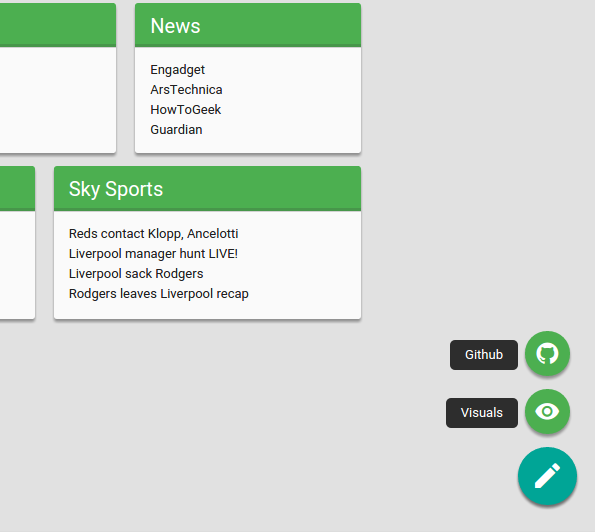 News
Engadget
ArsTechnica
HowToGeek
Guardian
Sky Sports
Reds contact Klopp, Ancelotti
Liverpool manager hunt LIVE!
Liverpool sack Rodgers
Rodgers leaves Liverpool recap
Github
Visuals